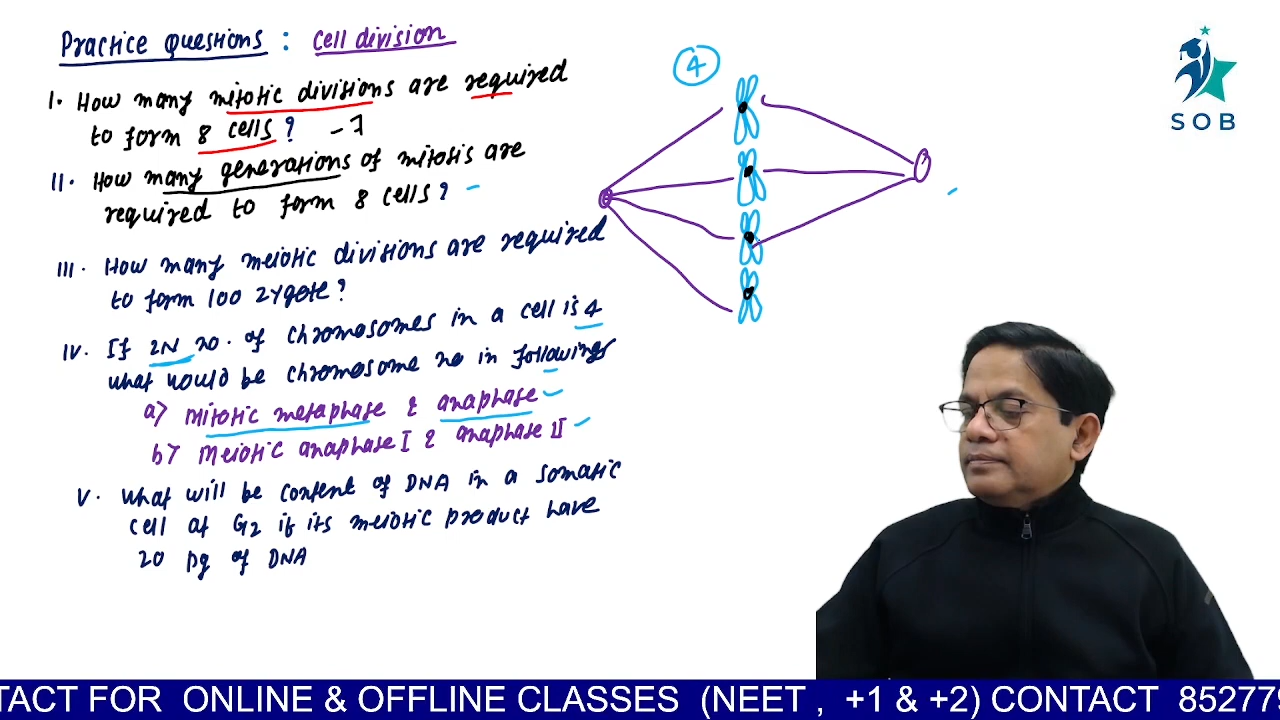 Practice Questions : Cell division
I. How many mitotic divisions are required
to form 8 cells? - 7
II. How many generations of mitosis are
required to form 8 cells? -
III. How many meiotic divisions are required
to form 100 zygote?
IV. If 2N no. of chromosomes in a cell is 4
what would be chromosome no in followings
a) Mitotic metaphase & anaphase
b) Meiotic anaphase I & anaphase II
V. What will be content of DNA in a somatic
cell at G2 if its meiotic product have
20 pg of DNA
4
SOB
TACT FOR ONLINE & OFFLINE CLASSES (NEET , +1 & +2) CONTACT 85277